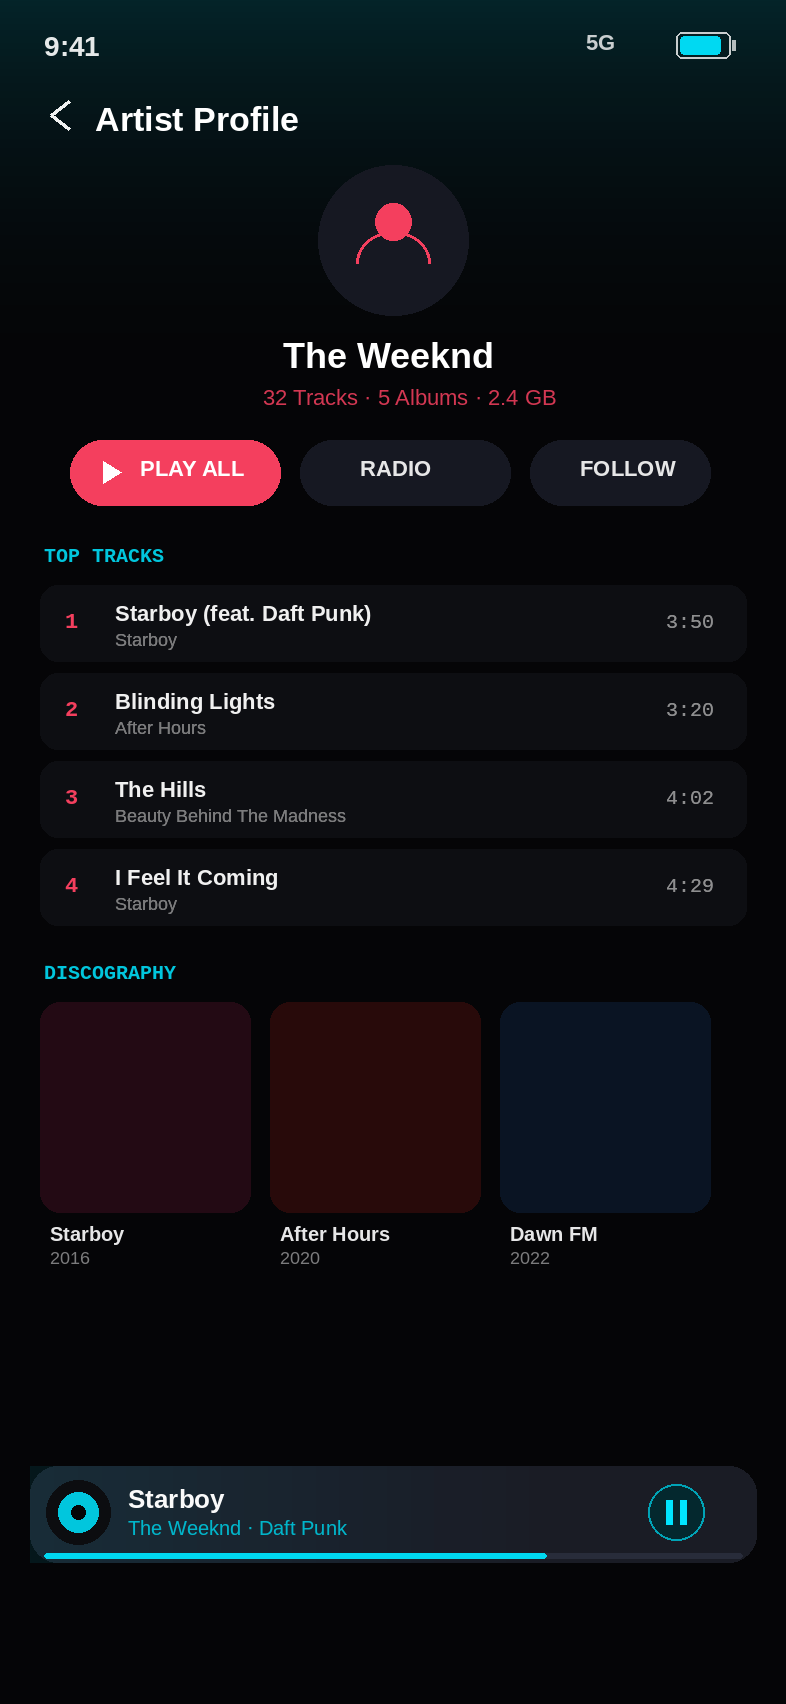 9:41 5G
Artist Profile
The Weeknd
32 Tracks · 5 Albums · 2.4 GB
PLAY ALL RADIO FOLLOW
TOP TRACKS
1 Starboy (feat. Daft Punk) 3:50
Starboy
2 Blinding Lights 3:20
After Hours
3 The Hills 4:02
Beauty Behind The Madness
4 I Feel It Coming 4:29
Starboy
DISCOGRAPHY
Starboy After Hours Dawn FM
2016 2020 2022
Starboy
The Weeknd · Daft Punk